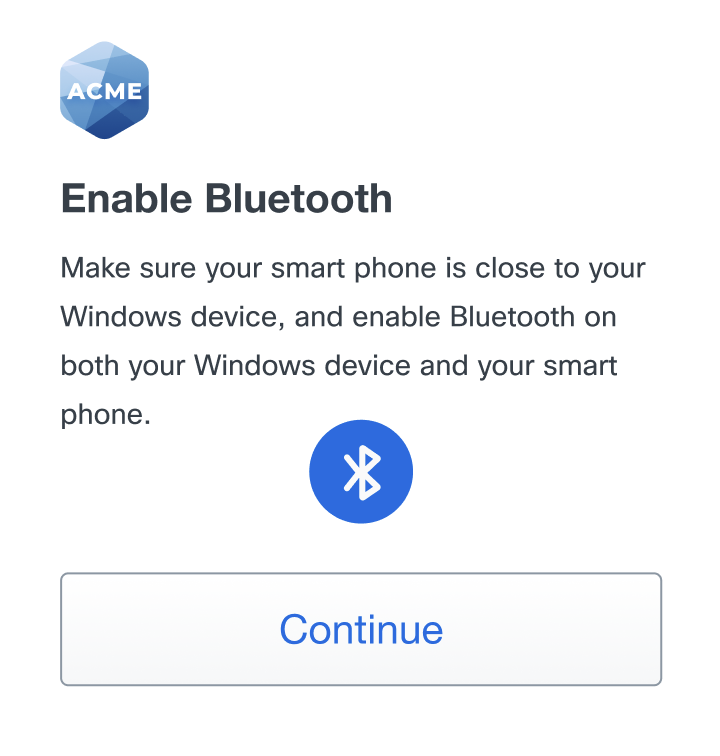 ACME
Enable Bluetooth
Make sure your smart phone is close to your
Windows device, and enable Bluetooth on
both your Windows device and your smart
phone.
Continue